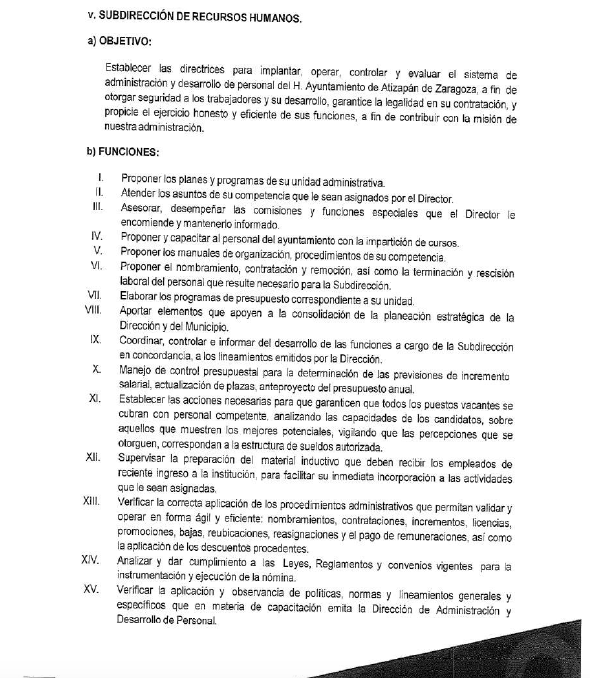 v. SUBDIRECCIÓN DE RECURSOS HUMANOS.
a) OBJETIVO:
Establecer las directrices para implantar, operar, controlar y evaluar el sistema de
administración y desarrollo de personal del H. Ayuntamiento de Atizapán de Zaragoza, a fin de
otorgar seguridad a los trabajadores y su desarrollo, garantice la legalidad en su contratación, y
propicie el ejercicio honesto y eficiente de sus funciones, a fin de contribuir con la misión de
nuestra administración.
b) FUNCIONES:
I. Proponer los planes y programas de su unidad administrativa.
II. Atender los asuntos de su competencia que le sean asignados por el Director.
III. Asesorar, desempeñar las comisiones y funciones especiales que el Director le
encomiende y mantenerlo informado.
IV. Proponer y capacitar al personal del ayuntamiento con la impartición de cursos.
V. Proponer los manuales de organización, procedimientos de su competencia.
VI. Proponer el nombramiento, contratación y remoción, así como la terminación y rescisión
laboral del personal que resulte necesario para la Subdirección.
VII. Elaborar los programas de presupuesto correspondiente a su unidad.
VIII. Aportar elementos que apoyen a la consolidación de la planeación estratégica de la
Dirección y del Municipio.
IX. Coordinar, controlar e informar del desarrollo de las funciones a cargo de la Subdirección
en concordancia, a los lineamientos emitidos por la Dirección.
X. Manejo de control presupuestal para la determinación de las previsiones de incremento
salarial, actualización de plazas, anteproyecto del presupuesto anual.
XI. Establecer las acciones necesarias para que garanticen que todos los puestos vacantes se
cubran con personal competente, analizando las capacidades de los candidatos, sobre
aquellos que muestren los mejores potenciales, vigilando que las percepciones que se
otorguen, correspondan a la estructura de sueldos autorizada.
XII. Supervisar la preparación del material inductivo que deben recibir los empleados de
reciente ingreso a la institución, para facilitar su inmediata incorporación a las actividades
que le sean asignadas.
XIII. Verificar la correcta aplicación de los procedimientos administrativos que permitan validar y
operar en forma ágil y eficiente: nombramientos, contrataciones, incrementos, licencias,
promociones, bajas, reubicaciones, reasignaciones y el pago de remuneraciones, así como
la aplicación de los descuentos procedentes.
XIV. Analizar y dar cumplimiento a las Leyes, Reglamentos y convenios vigentes para la
instrumentación y ejecución de la nómina.
XV. Verificar la aplicación y observancia de políticas, normas y lineamientos generales y
específicos que en materia de capacitación emita la Dirección de Administración y
Desarrollo de Personal.